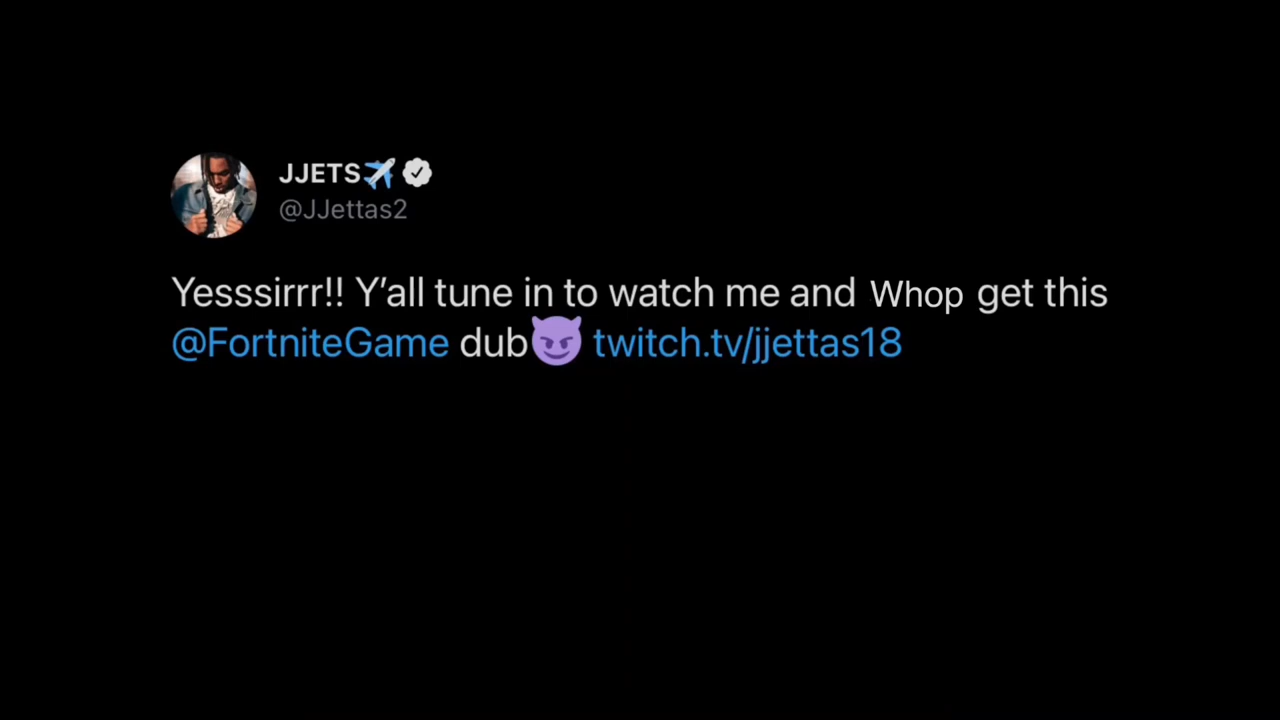 JJETS✈️
@JJettas2
Yesssirrr!! Y’all tune in to watch me and Whop get this
@FortniteGame dub😈 twitch.tv/jjettas18